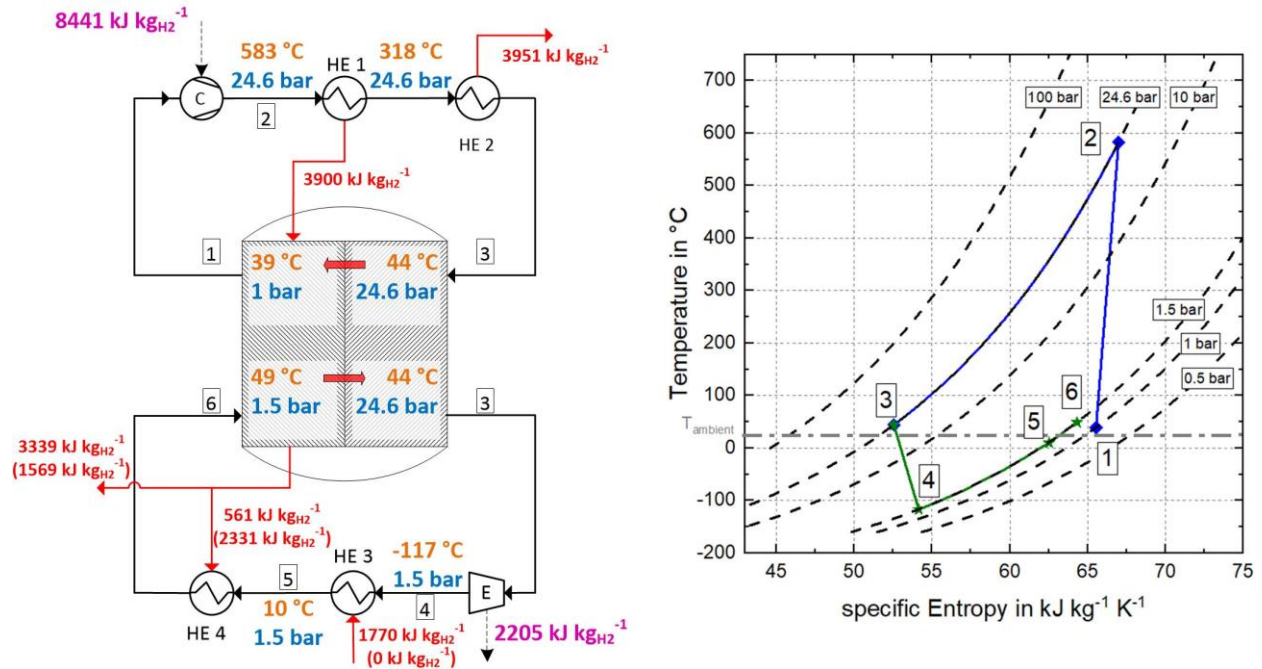 8441 kJ kgH2-1
583 °C
24.6 bar
HE 1
318 °C
24.6 bar
3951 kJ kgH2-1
C
2
HE 2
3900 kJ kgH2-1
1
39 °C
1 bar
44 °C
24.6 bar
3
49 °C
1.5 bar
44 °C
24.6 bar
6
3
3339 kJ kgH2-1
(1569 kJ kgH2-1)
561 kJ kgH2-1
(2331 kJ kgH2-1)
HE 3
-117 °C
1.5 bar
5
4
E
HE 4
10 °C
1.5 bar
1770 kJ kgH2-1
(0 kJ kgH2-1)
2205 kJ kgH2-1
Temperature in °C
700
600
500
400
300
200
100
0
-100
-200
Tambient
100 bar
24.6 bar
10 bar
1.5 bar
1 bar
0.5 bar
2
3
6
5
1
4
45
50
55
60
65
70
75
specific Entropy in kJ kg-1 K-1